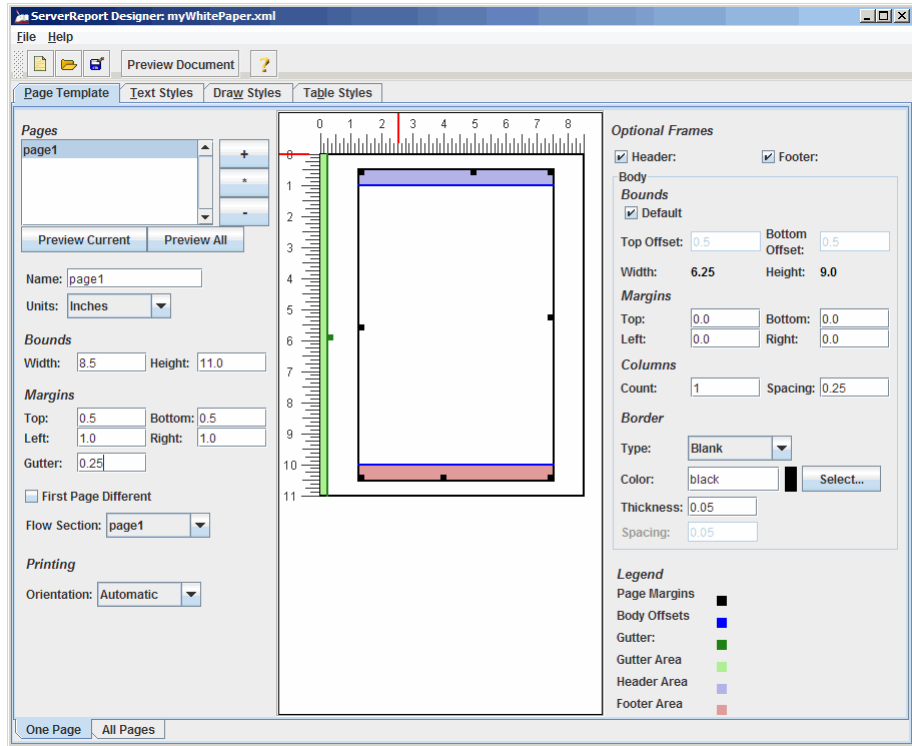 ServerReport Designer: myWhitePaper.xml
File Help
Preview Document ?
Page Template Text Styles Draw Styles Table Styles
Pages
page1
+
*
-
Preview Current Preview All
Name: page1
Units: Inches
Bounds
Width: 8.5 Height: 11.0
Margins
Top: 0.5 Bottom: 0.5
Left: 1.0 Right: 1.0
Gutter: 0.25
First Page Different
Flow Section: page1
Printing
Orientation: Automatic
0 1 2 3 4 5 6 7 8
0
1
2
3
4
5
6
7
8
9
10
11
Optional Frames
Header: Footer:
Body
Bounds
Default
Top Offset: 0.5 Bottom Offset: 0.5
Width: 6.25 Height: 9.0
Margins
Top: 0.0 Bottom: 0.0
Left: 0.0 Right: 0.0
Columns
Count: 1 Spacing: 0.25
Border
Type: Blank
Color: black Select...
Thickness: 0.05
Spacing: 0.05
Legend
Page Margins
Body Offsets
Gutter:
Gutter Area
Header Area
Footer Area
One Page All Pages